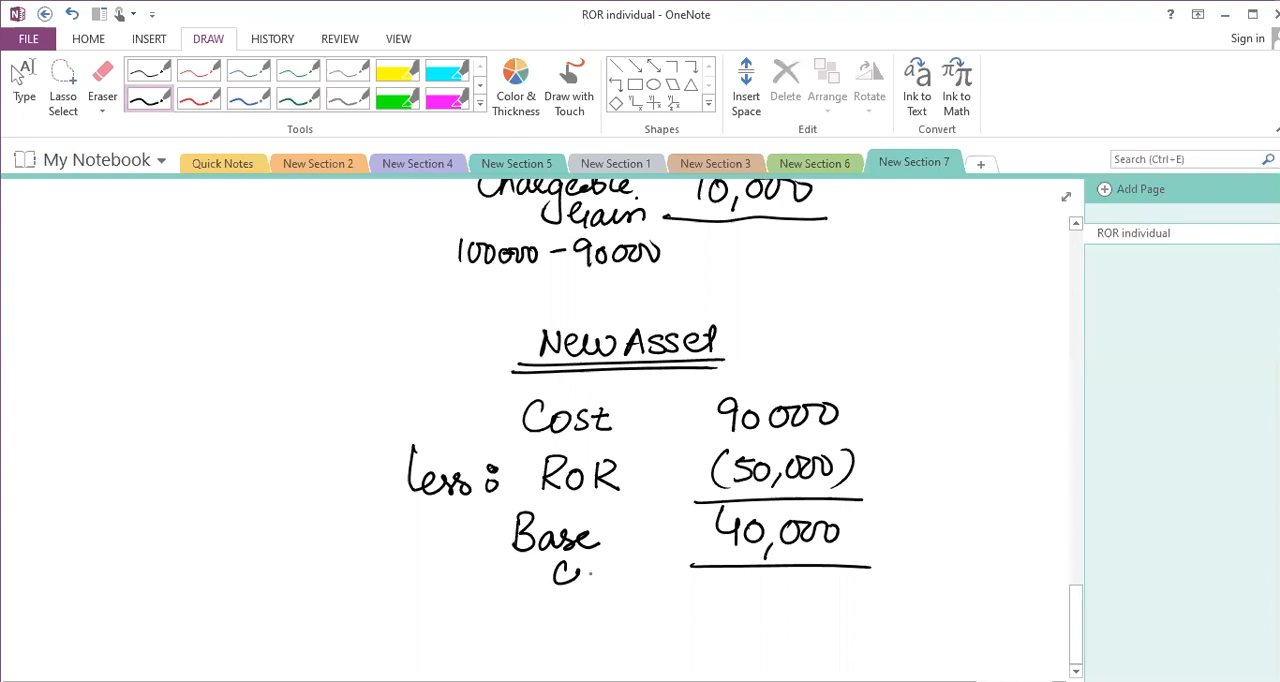 ROR individual - OneNote
Sign in
FILE HOME INSERT DRAW HISTORY REVIEW VIEW
Type
Lasso Select
Eraser
Color & Thickness
Draw with Touch
Insert Space
Delete
Arrange
Rotate
Ink to Text
Ink to Math
Tools
Shapes
Edit
Convert
My Notebook
Quick Notes
New Section 2
New Section 4
New Section 5
New Section 1
New Section 3
New Section 6
New Section 7
Search (Ctrl+E)
Add Page
ROR individual
Chargeable 10,000
Gain
100000 - 90000
New Asset
Cost 90000
Less: ROR (50,000)
Base 40,000
C